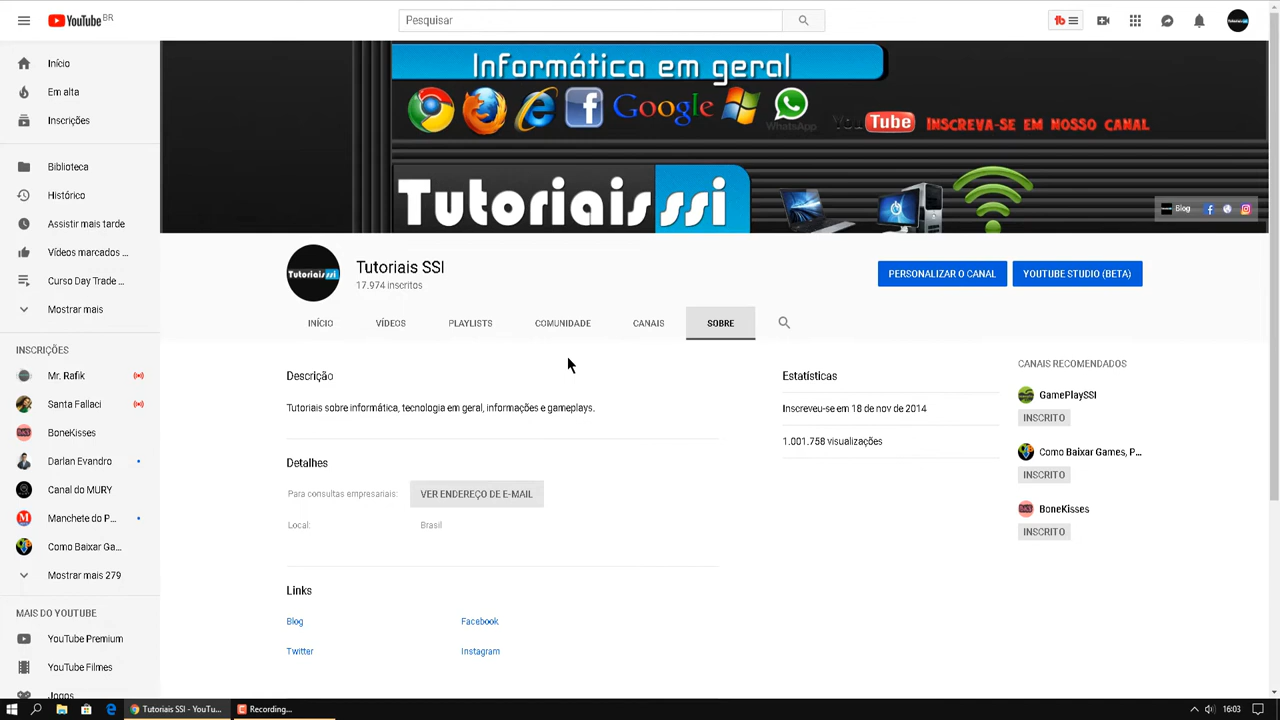 YouTube BR
Pesquisar
tb
Tutoriaisssi
Início
Em alta
Inscrições
Biblioteca
Histórico
Assistir mais tarde
Vídeos marcados ...
Curso Day Trade ...
Mostrar mais
INSCRIÇÕES
Mr. Rafik
Santa Fallaci
BoneKisses
Darlan Evandro
Canal do MURY
Manchete do P...
Como Baixar Ga...
Mostrar mais 279
MAIS DO YOUTUBE
YouTube Premium
YouTube Filmes
Jogos
Informática em geral
Google
WhatsApp
YouTube
INSCREVA-SE EM NOSSO CANAL
Tutoriaisssi
Blog
Tutoriaisssi
Tutoriais SSI
17.974 inscritos
PERSONALIZAR O CANAL
YOUTUBE STUDIO (BETA)
INÍCIO
VÍDEOS
PLAYLISTS
COMUNIDADE
CANAIS
SOBRE
Descrição
Tutoriais sobre informática, tecnologia em geral, informações e gameplays.
Detalhes
Para consultas empresariais:
VER ENDEREÇO DE E-MAIL
Local:
Brasil
Links
Blog
Facebook
Twitter
Instagram
Estatísticas
Inscreveu-se em 18 de nov de 2014
1.001.758 visualizações
CANAIS RECOMENDADOS
GamePlaySSI
INSCRITO
Como Baixar Games, P...
INSCRITO
BoneKisses
INSCRITO
Tutoriais SSI - YouTu...
Recording...
16:03